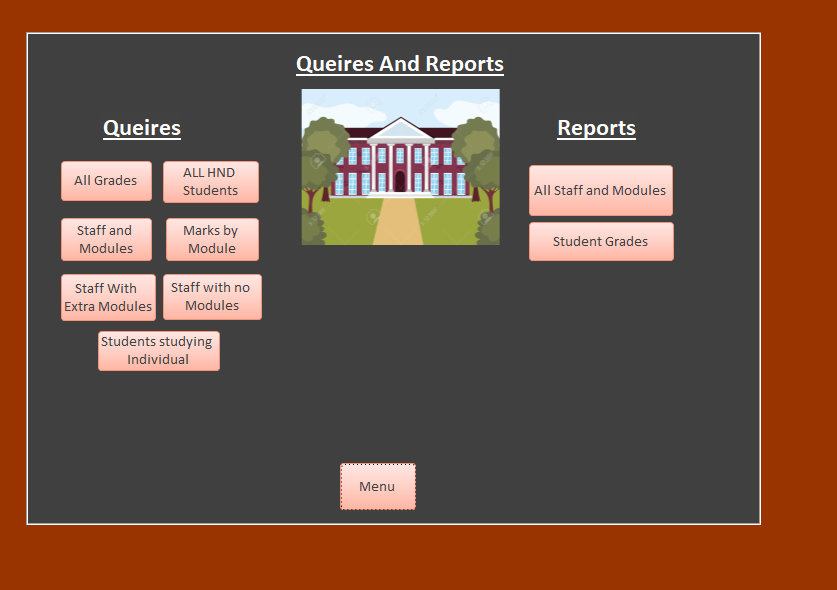 Queires And Reports
Queires
Reports
All Grades
ALL HND
Students
All Staff and Modules
Staff and
Modules
Marks by
Module
Student Grades
Staff With
Extra Modules
Staff with no
Modules
Students studying
Individual
Menu